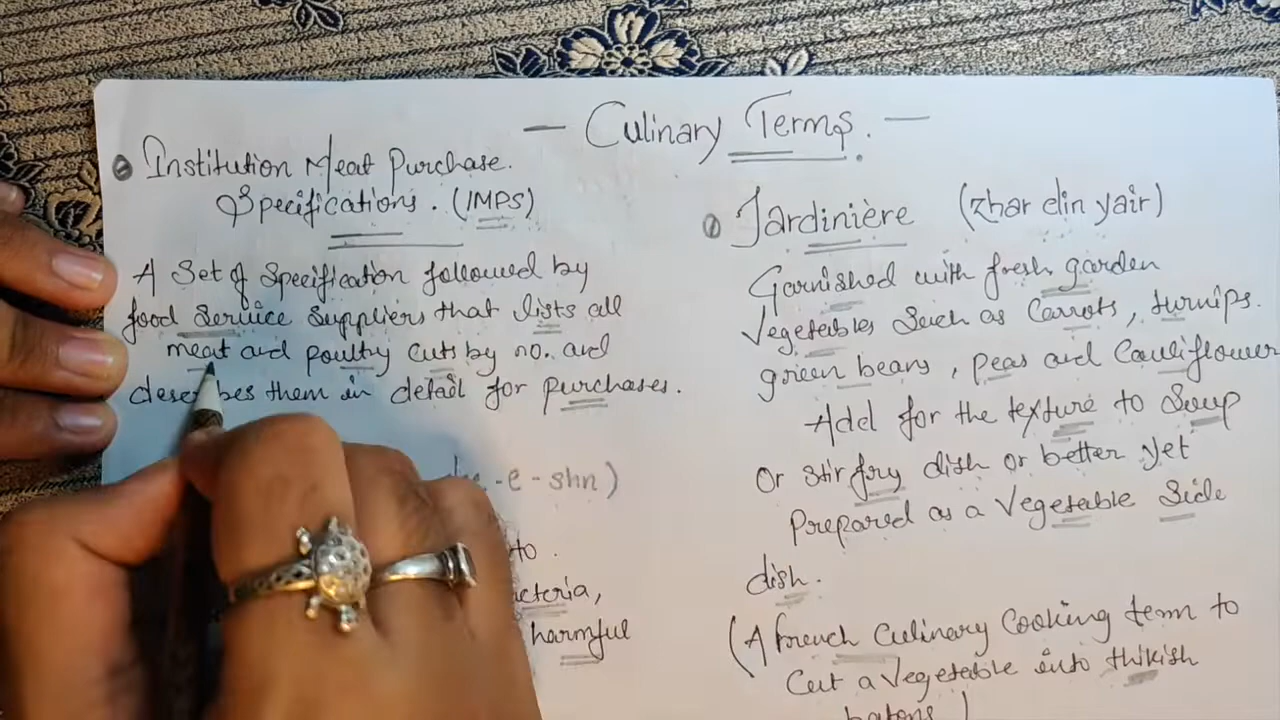 — Culinary Terms. —
Institution Meat Purchase.
Specifications. (IMPS)
A Set of Specification followed by
food Service Suppliers that lists all
meat and poultry cuts by no. and
describes them in detail for purchases.
-e-shn)
to.
harmful
Jardinière (zhar din yair)
Garnished with fresh garden
Vegetables Such as Carrots, turnips.
green beans, peas and Cauliflower
Add for the texture to Soup
Or stir fry dish or better yet
Prepared as a Vegetable Side
dish.
(A french Culinary Cooking term to
Cut a Vegetable into thikish
batons)